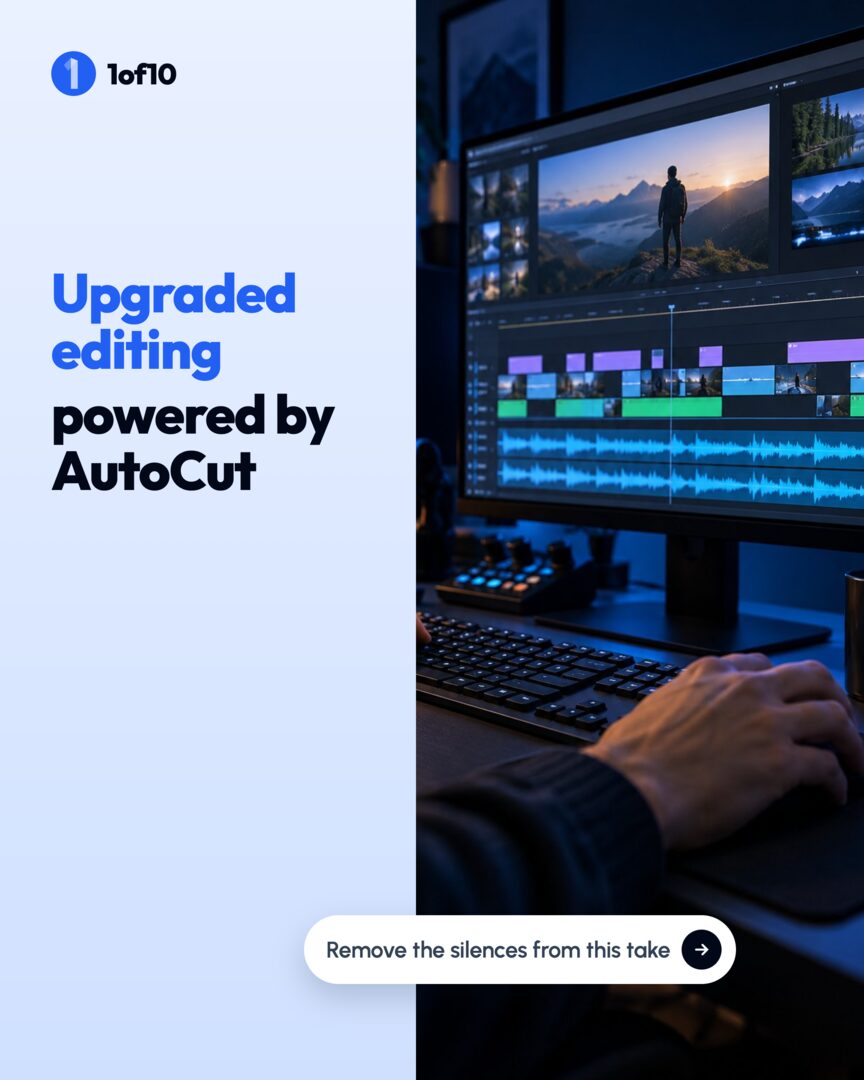 1of10
Upgraded
editing
powered by
AutoCut
Remove the silences from this take